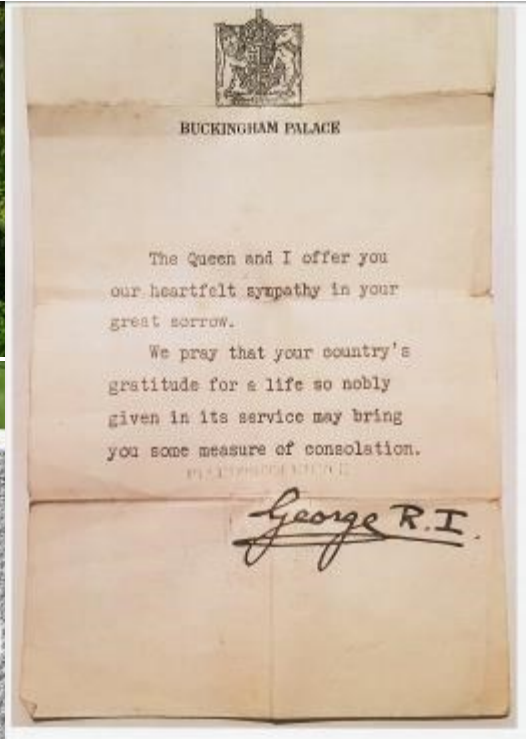 BUCKINGHAM PALACE
The Queen and I offer you
our heartfelt sympathy in your
great sorrow.
We pray that your country's
gratitude for a life so nobly
given in its service may bring
you some measure of consolation.
George R.I.